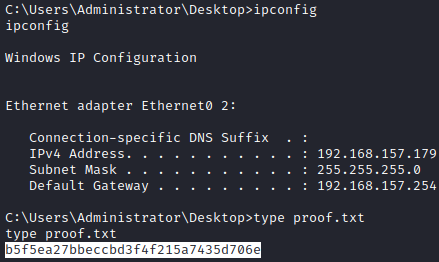 C:\Users\Administrator\Desktop>ipconfig
ipconfig
Windows IP Configuration
Ethernet adapter Ethernet0 2:
Connection-specific DNS Suffix  . :
IPv4 Address. . . . . . . . . . . : 192.168.157.179
Subnet Mask . . . . . . . . . . . : 255.255.255.0
Default Gateway . . . . . . . . . : 192.168.157.254
C:\Users\Administrator\Desktop>type proof.txt
type proof.txt
b5f5ea27bbeccbd3f4f215a7435d706e